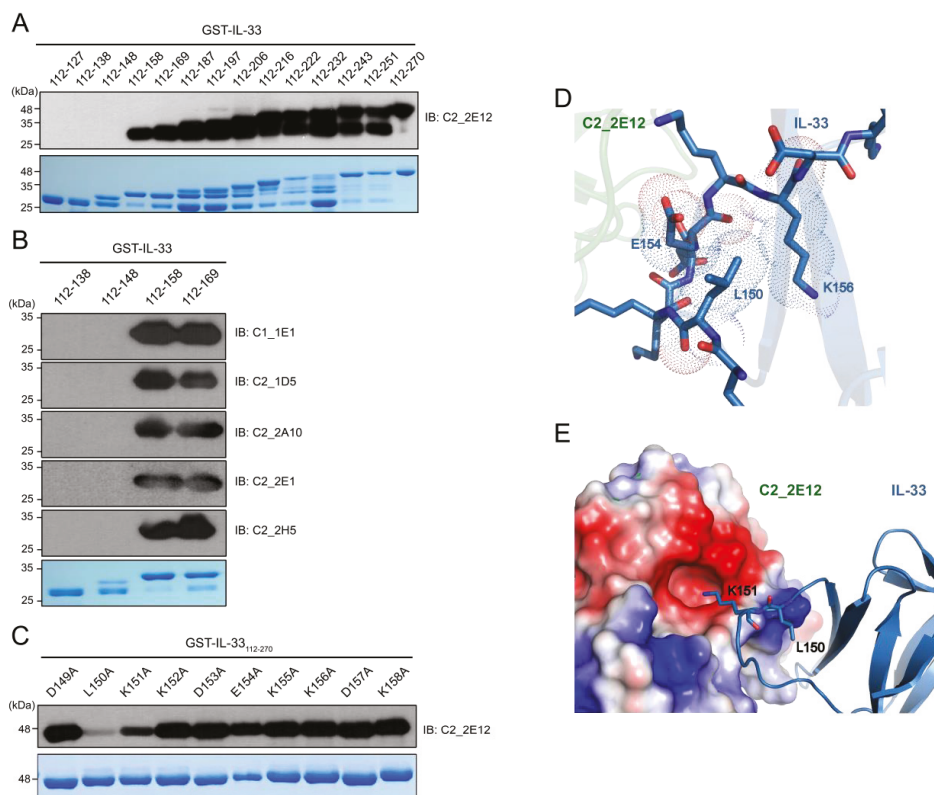 A
GST-IL-33
112-127 112-138 112-148 112-158 112-169 112-187 112-197 112-206 112-216 112-222 112-232 112-243 112-251 112-270
(kDa)
48
35
25
IB: C2_2E12
48
35
25
B
GST-IL-33
112-138 112-148 112-158 112-169
(kDa)
35
25
IB: C1_1E1
35
25
IB: C2_1D5
35
25
IB: C2_2A10
35
25
IB: C2_2E1
35
25
IB: C2_2H5
35
25
C
GST-IL-33112-270
D149A L150A K151A K152A D153A E154A K155A K156A D157A K158A
(kDa)
48
IB: C2_2E12
48
D
C2_2E12 IL-33
E154
L150 K156
E
C2_2E12 IL-33
K151
L150